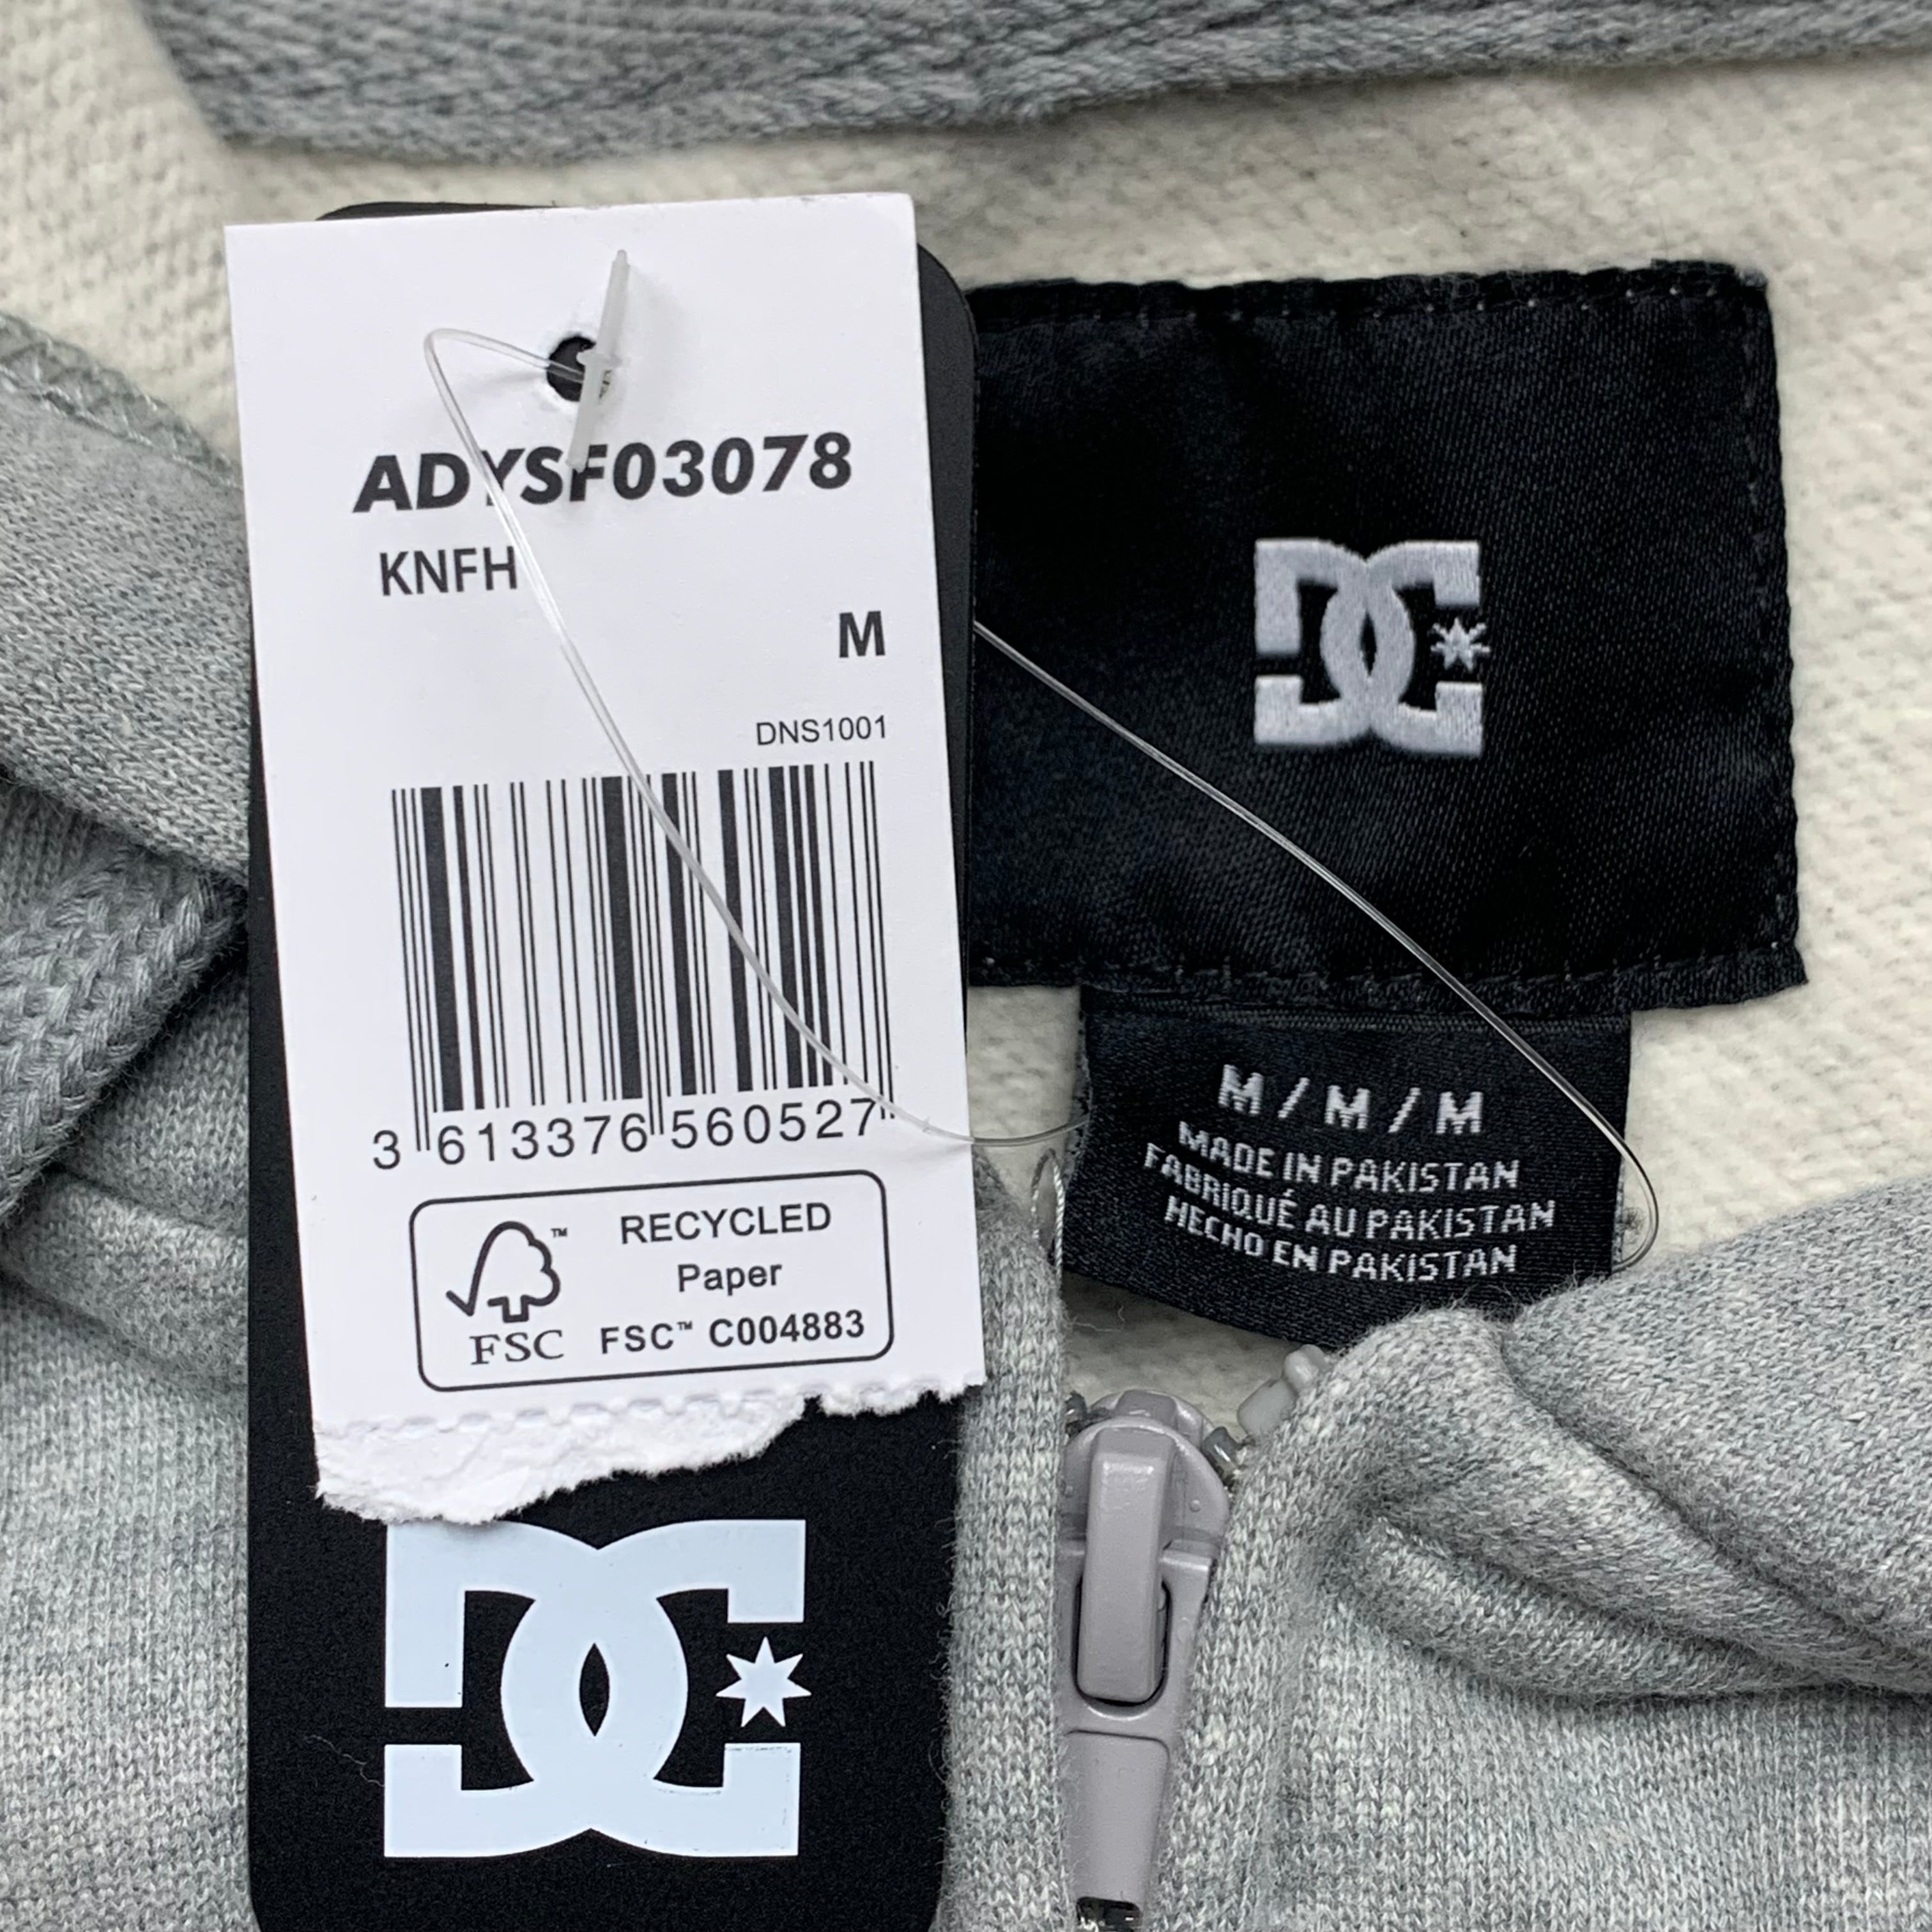 ADYSF03078
KNFH
M
DNS1001
3 613376 560527
™
RECYCLED
Paper
FSC
FSC™ C004883
DC
DC
M / M / M
MADE IN PAKISTAN
FABRIQUÉ AU PAKISTAN
HECHO EN PAKISTAN